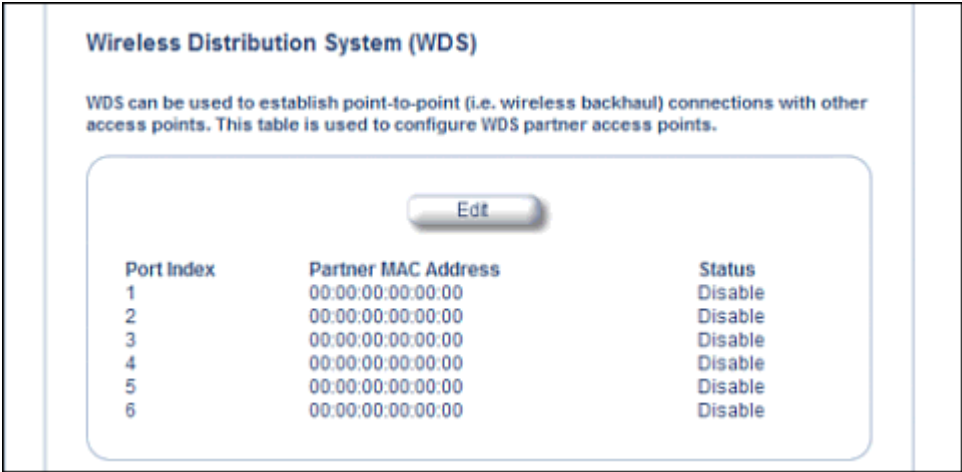 Wireless Distribution System (WDS)
WDS can be used to establish point-to-point (i.e. wireless backhaul) connections with other
access points. This table is used to configure WDS partner access points.
Edit
Port Index Partner MAC Address Status
1 00:00:00:00:00:00 Disable
2 00:00:00:00:00:00 Disable
3 00:00:00:00:00:00 Disable
4 00:00:00:00:00:00 Disable
5 00:00:00:00:00:00 Disable
6 00:00:00:00:00:00 Disable